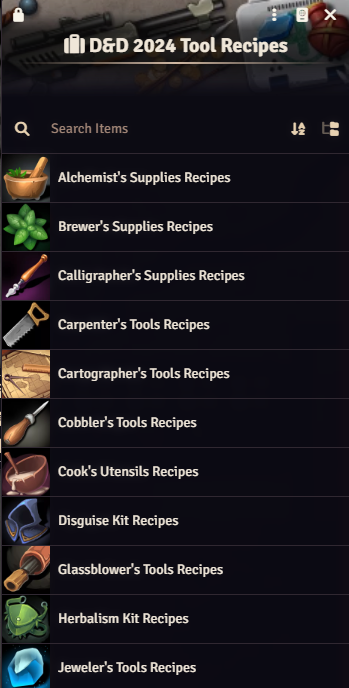 D&D 2024 Tool Recipes
Search Items
Alchemist's Supplies Recipes
Brewer's Supplies Recipes
Calligrapher's Supplies Recipes
Carpenter's Tools Recipes
Cartographer's Tools Recipes
Cobbler's Tools Recipes
Cook's Utensils Recipes
Disguise Kit Recipes
Glassblower's Tools Recipes
Herbalism Kit Recipes
Jeweler's Tools Recipes